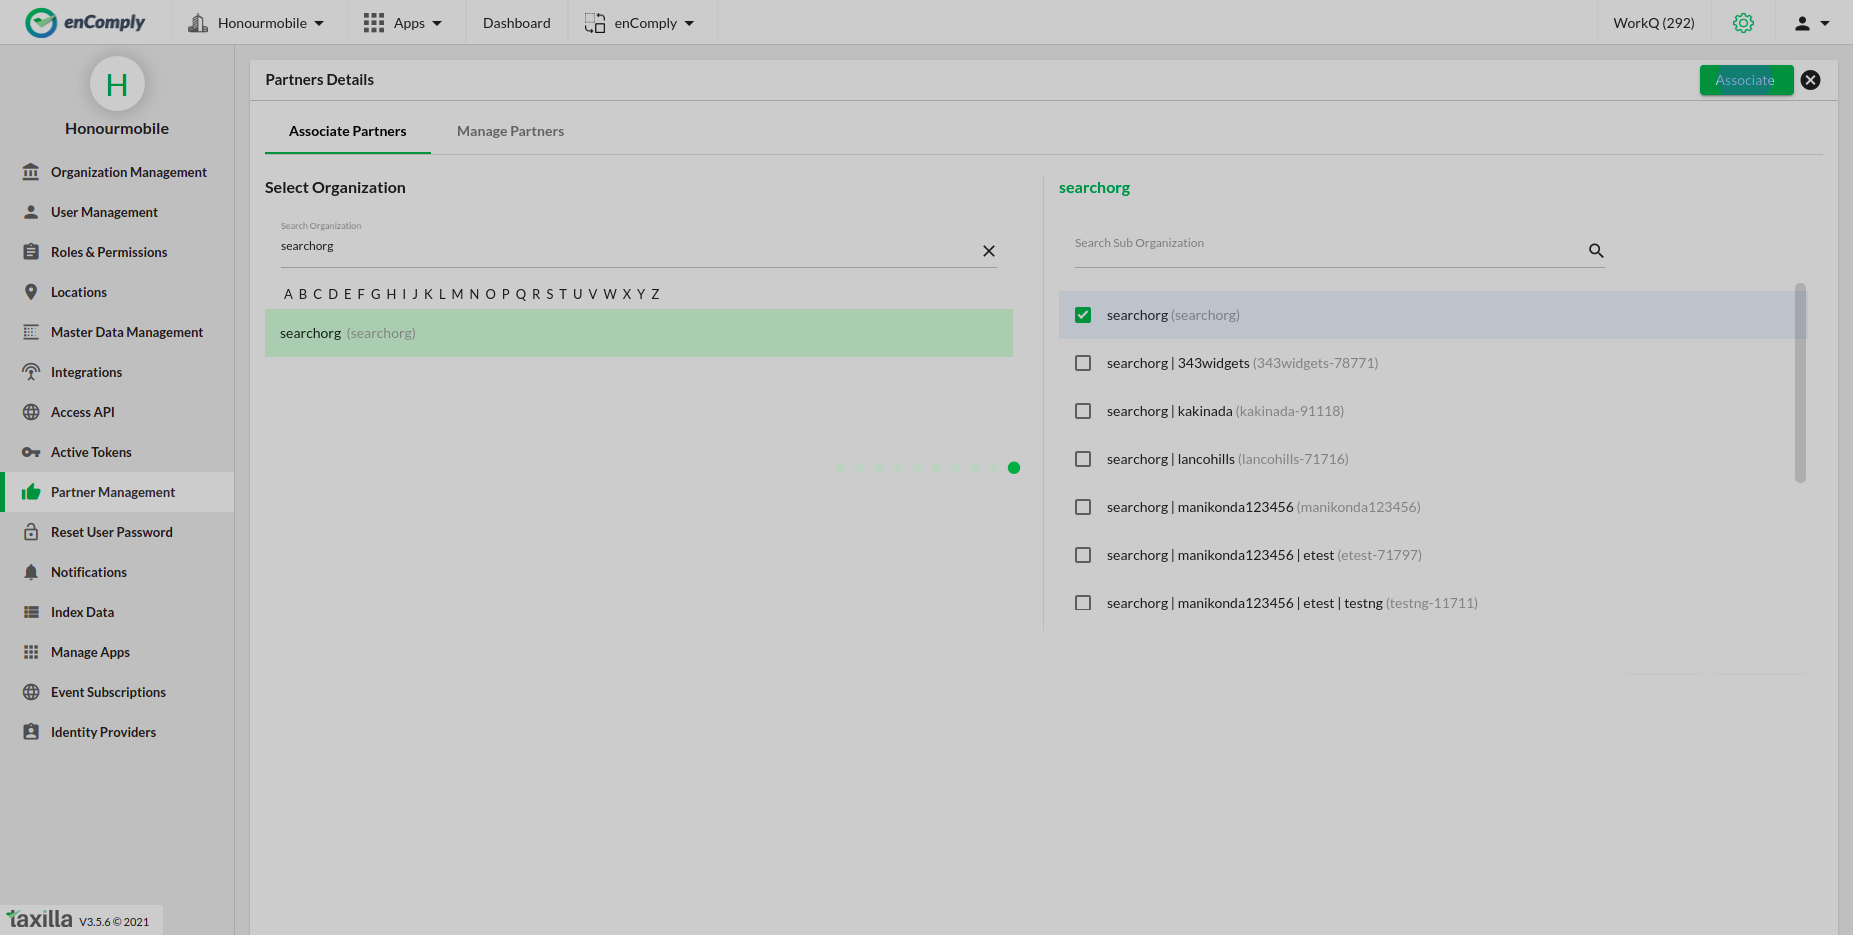 enComply
Honourmobile
Apps
Dashboard
enComply
WorkQ (292)
H
Honourmobile
Organization Management
User Management
Roles & Permissions
Locations
Master Data Management
Integrations
Access API
Active Tokens
Partner Management
Reset User Password
Notifications
Index Data
Manage Apps
Event Subscriptions
Identity Providers
taxilla V3.5.6 © 2021
Partners Details
Associate
Associate Partners
Manage Partners
Select Organization
Search Organization
searchorg
A B C D E F G H I J K L M N O P Q R S T U V W X Y Z
searchorg (searchorg)
searchorg
Search Sub Organization
searchorg (searchorg)
searchorg | 343widgets (343widgets-78771)
searchorg | kakinada (kakinada-91118)
searchorg | lancohills (lancohills-71716)
searchorg | manikonda123456 (manikonda123456)
searchorg | manikonda123456 | etest (etest-71797)
searchorg | manikonda123456 | etest | testng (testng-11711)